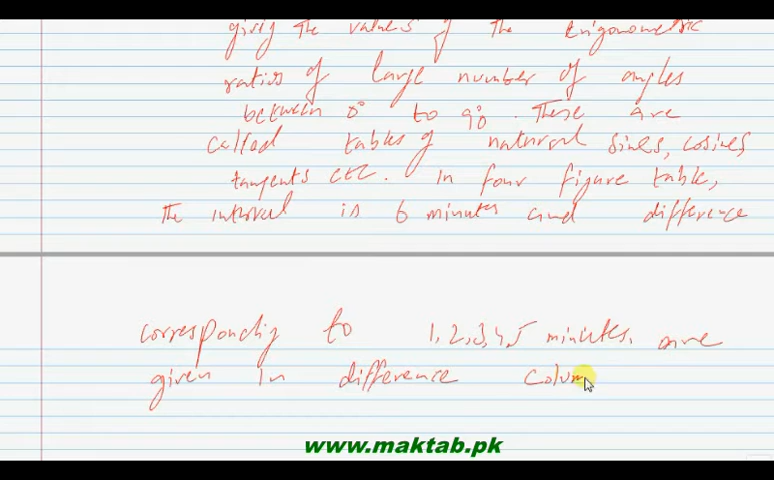 giving the values of the trigonometric
ratios of large number of angles
between 0° to 90°. These are
called tables of natural sines, cosines,
tangents etc. In four figure table,
The interval is 6 minutes and difference
corresponding to 1,2,3,4,5 minutes. are
given in difference Colum
www.maktab.pk